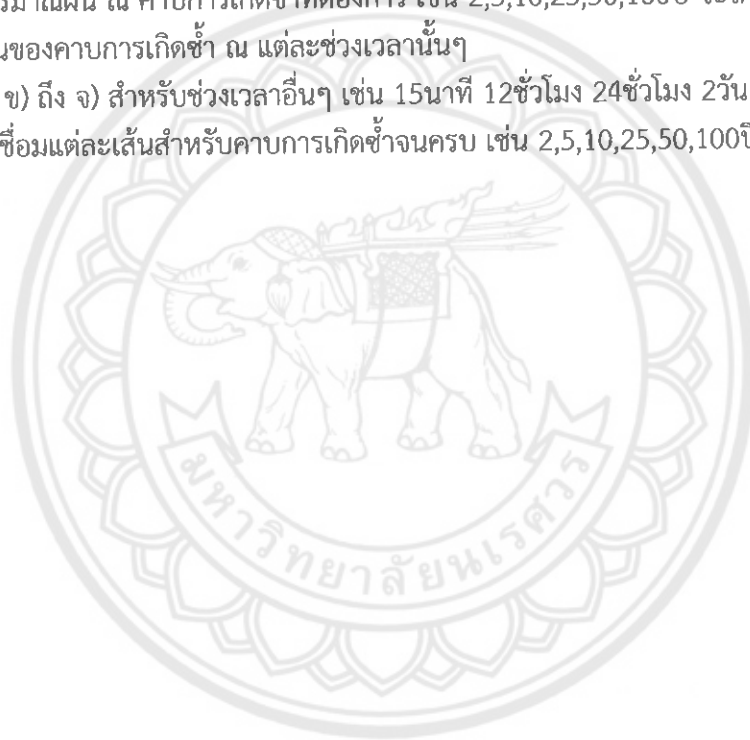 ณ คาบการเกิดซ้ำที่ต้องการ เช่น 2,5,10,25,50,100ปี
นของคาบการเกิดซ้ำ ณ แต่ละช่วงเวลานั้นๆ
ข) ถึง จ) สำหรับช่วงเวลาอื่นๆ เช่น 15นาที 12ชั่วโมง 24ชั่วโมง 2วัน
ชื่อมแต่ละเส้นสำหรับคาบการเกิดซ้ำจนครบ เช่น 2,5,10,25,50,100ปี
มหาวิทยาลัยนเรศวร